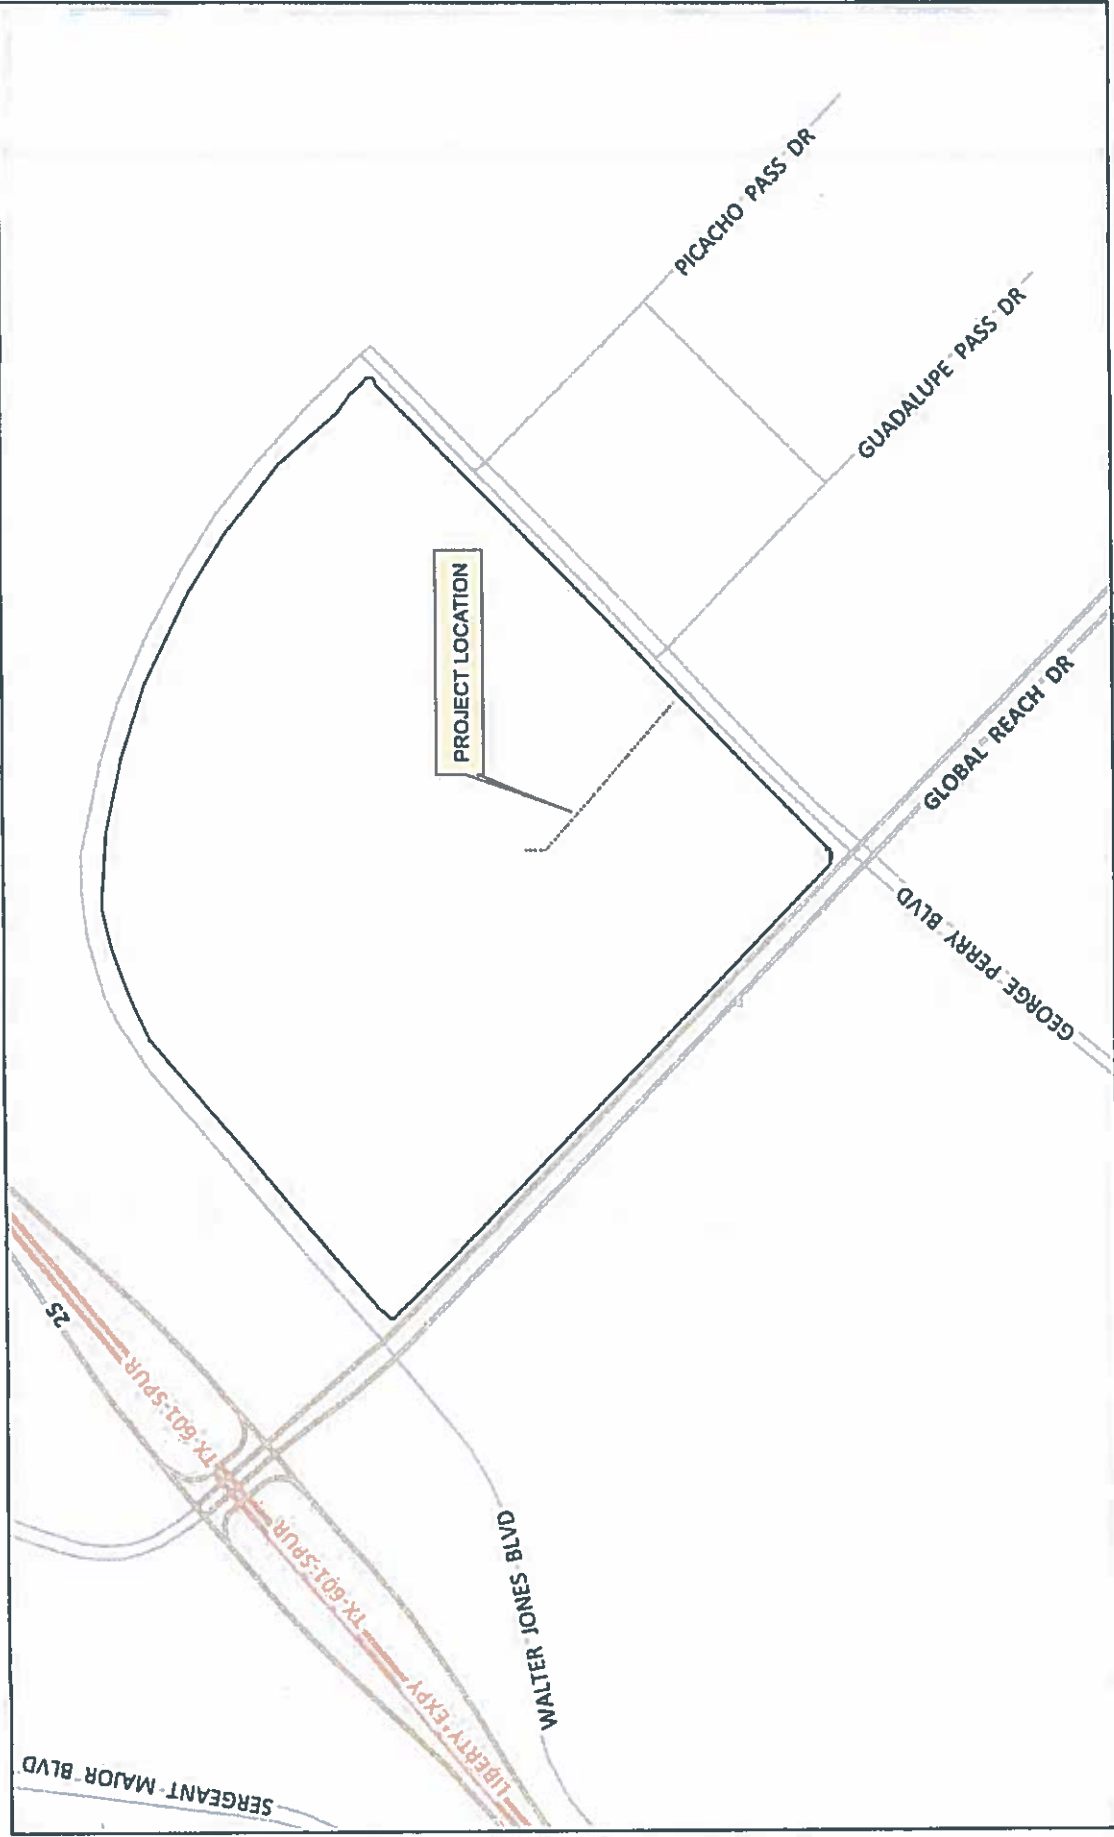 SERGEANT MAJOR BLVD
LIBERTY EXPY
TX-601-SPUR
TX-601-SPUR
25
WALTER JONES BLVD
PROJECT LOCATION
PICACHO PASS DR
GUADALUPE PASS DR
GLOBAL REACH DR
GEORGE PERRY BLVD